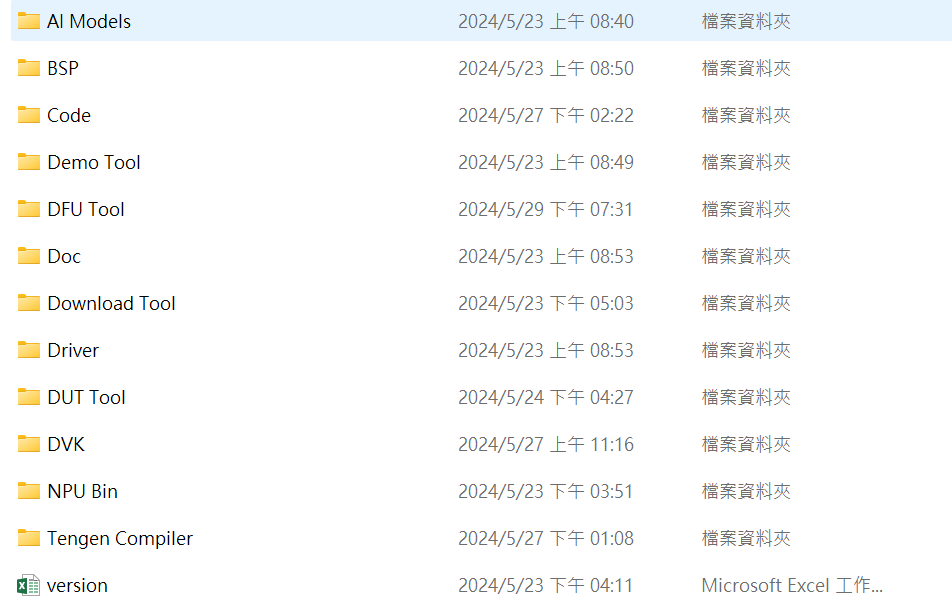 AI Models 2024/5/23 上午 08:40 檔案資料夾
BSP 2024/5/23 上午 08:50 檔案資料夾
Code 2024/5/27 下午 02:22 檔案資料夾
Demo Tool 2024/5/23 上午 08:49 檔案資料夾
DFU Tool 2024/5/29 下午 07:31 檔案資料夾
Doc 2024/5/23 上午 08:53 檔案資料夾
Download Tool 2024/5/23 下午 05:03 檔案資料夾
Driver 2024/5/23 上午 08:53 檔案資料夾
DUT Tool 2024/5/24 下午 04:27 檔案資料夾
DVK 2024/5/27 上午 11:16 檔案資料夾
NPU Bin 2024/5/23 下午 03:51 檔案資料夾
Tengen Compiler 2024/5/27 下午 01:08 檔案資料夾
version 2024/5/23 下午 04:11 Microsoft Excel 工作...